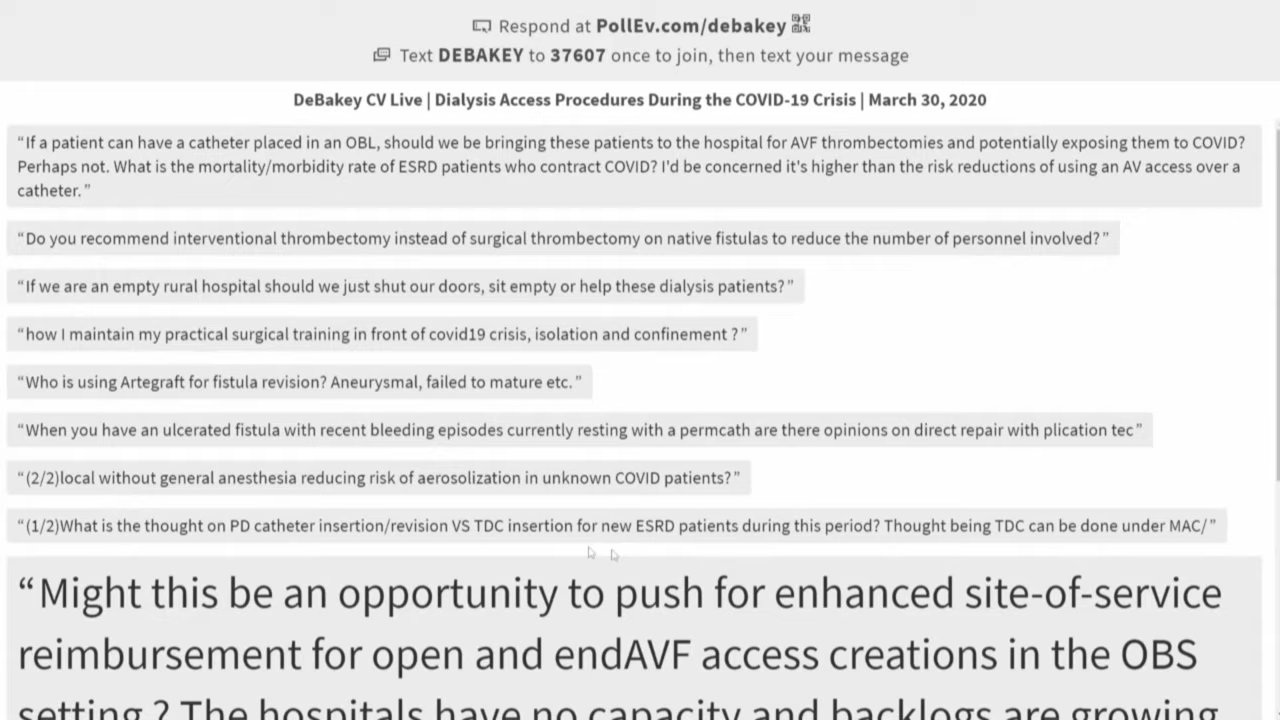 Respond at PollEv.com/debakey
Text DEBAKEY to 37607 once to join, then text your message
DeBakey CV Live | Dialysis Access Procedures During the COVID-19 Crisis | March 30, 2020
“If a patient can have a catheter placed in an OBL, should we be bringing these patients to the hospital for AVF thrombectomies and potentially exposing them to COVID?
Perhaps not. What is the mortality/morbidity rate of ESRD patients who contract COVID? I'd be concerned it's higher than the risk reductions of using an AV access over a
catheter.”
“Do you recommend interventional thrombectomy instead of surgical thrombectomy on native fistulas to reduce the number of personnel involved?”
“If we are an empty rural hospital should we just shut our doors, sit empty or help these dialysis patients?”
“how I maintain my practical surgical training in front of covid19 crisis, isolation and confinement ?”
“Who is using Artegraft for fistula revision? Aneurysmal, failed to mature etc.”
“When you have an ulcerated fistula with recent bleeding episodes currently resting with a permcath are there opinions on direct repair with plication tec”
“(2/2)local without general anesthesia reducing risk of aerosolization in unknown COVID patients?”
“(1/2)What is the thought on PD catheter insertion/revision VS TDC insertion for new ESRD patients during this period? Thought being TDC can be done under MAC/”
“Might this be an opportunity to push for enhanced site-of-service
reimbursement for open and endAVF access creations in the OBS
setting ? The hospitals have no capacity and backlogs are growing